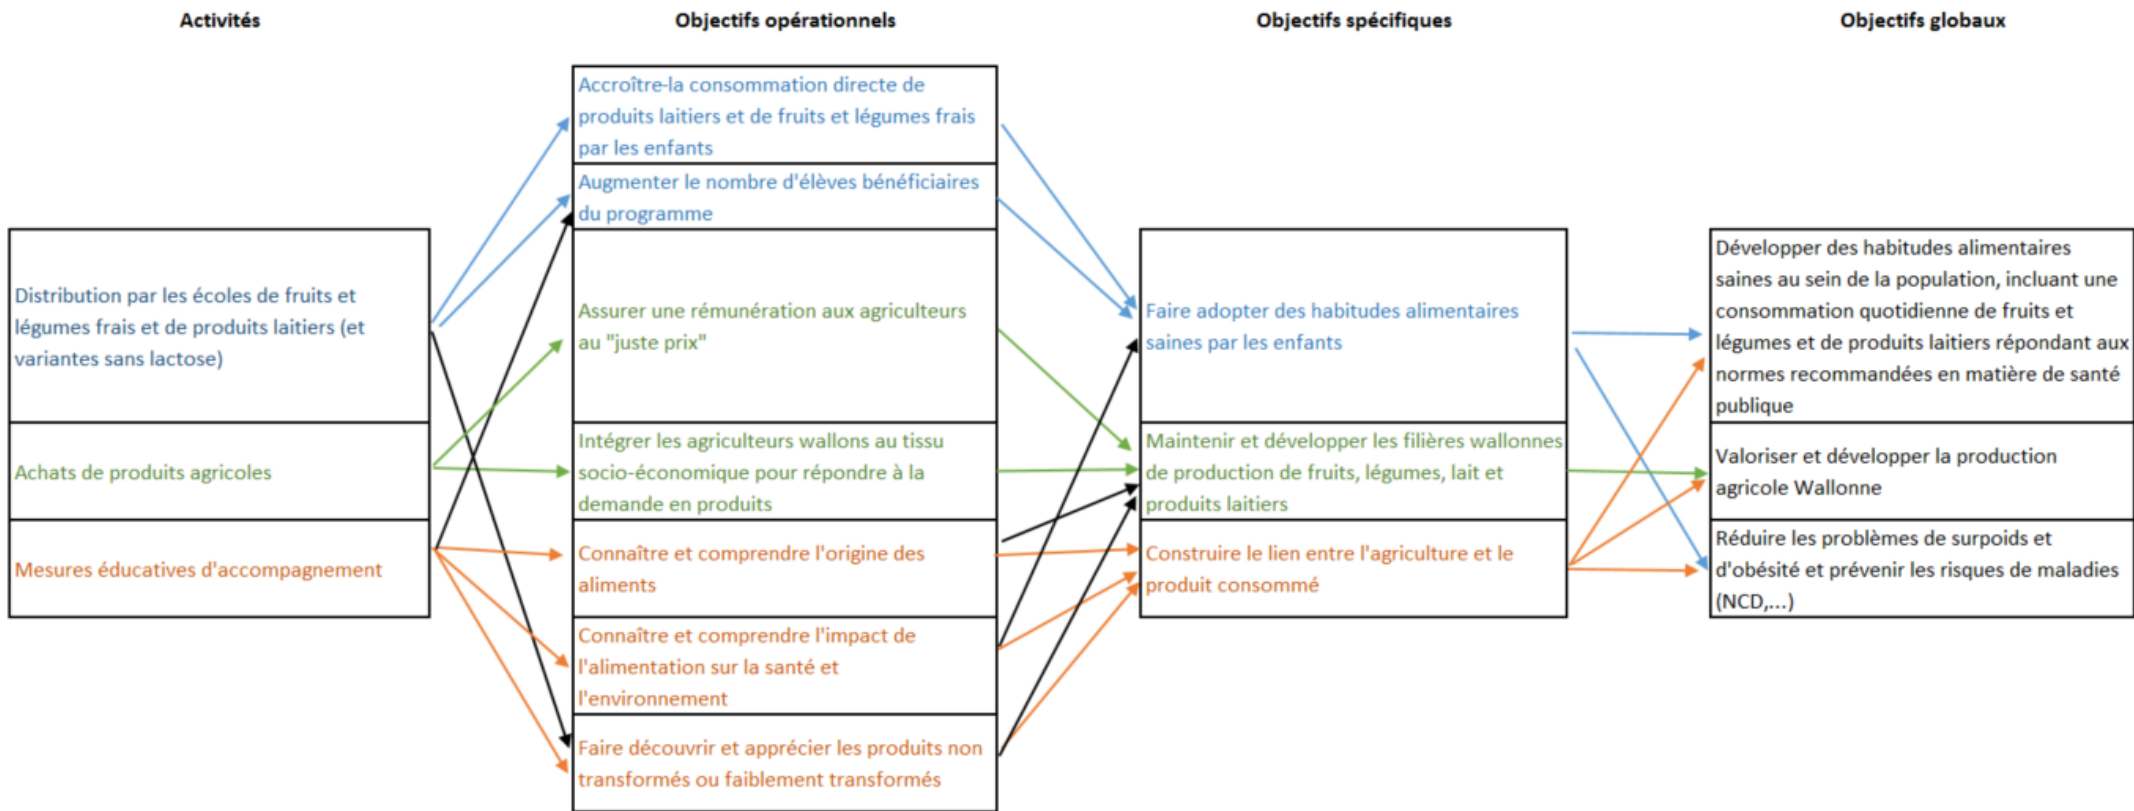 Activités
Objectifs opérationnels
Objectifs spécifiques
Objectifs globaux
Distribution par les écoles de fruits et
légumes frais et de produits laitiers (et
variantes sans lactose)
Achats de produits agricoles
Mesures éducatives d'accompagnement
Accroître-la consommation directe de
produits laitiers et de fruits et légumes frais
par les enfants
Augmenter le nombre d'élèves bénéficiaires
du programme
Assurer une rémunération aux agriculteurs
au "juste prix"
Intégrer les agriculteurs wallons au tissu
socio-économique pour répondre à la
demande en produits
Connaître et comprendre l'origine des
aliments
Connaître et comprendre l'impact de
l'alimentation sur la santé et
l'environnement
Faire découvrir et apprécier les produits non
transformés ou faiblement transformés
Faire adopter des habitudes alimentaires
saines par les enfants
Maintenir et développer les filières wallonnes
de production de fruits, légumes, lait et
produits laitiers
Construire le lien entre l'agriculture et le
produit consommé
Développer des habitudes alimentaires
saines au sein de la population, incluant une
consommation quotidienne de fruits et
légumes et de produits laitiers répondant aux
normes recommandées en matière de santé
publique
Valoriser et développer la production
agricole Wallonne
Réduire les problèmes de surpoids et
d'obésité et prévenir les risques de maladies
(NCD,...)